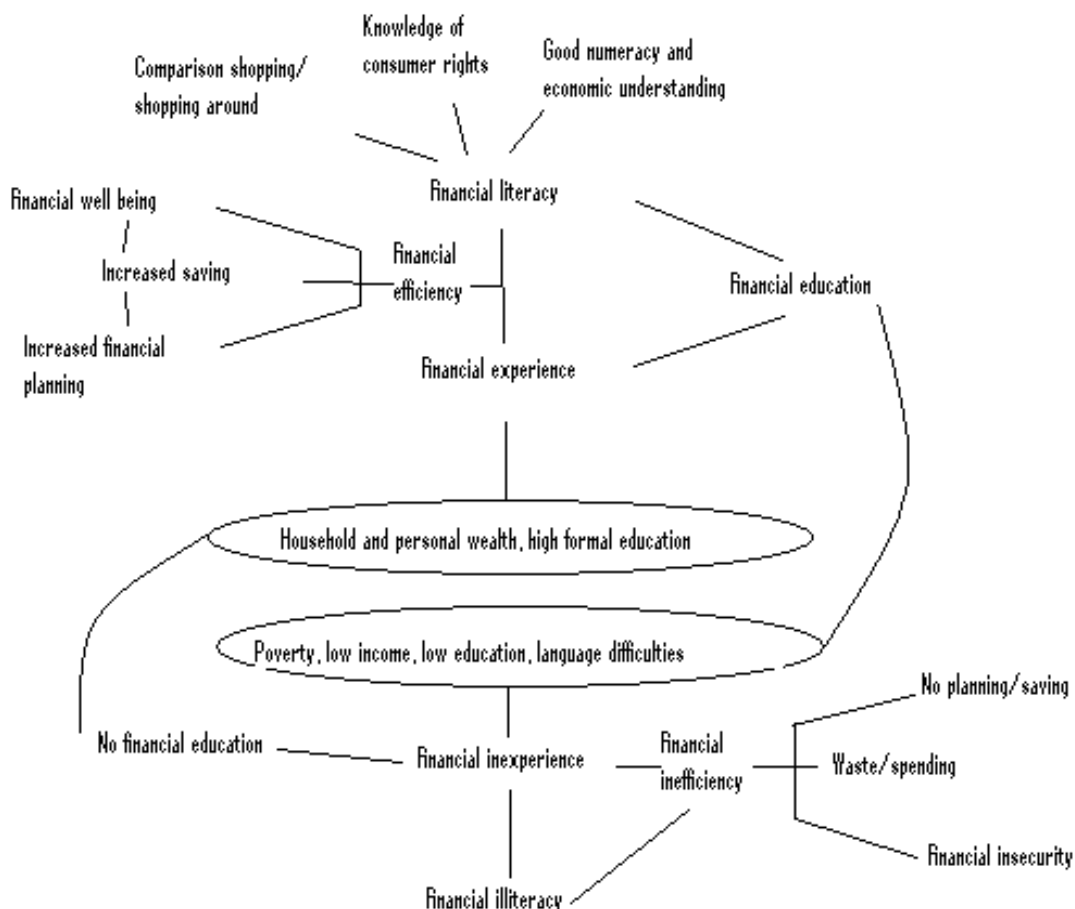 Knowledge of
consumer rights
Good numeracy and
economic understanding
Comparison shopping/
shopping around
Financial literacy
Financial well being
Financial
efficiency
Increased saving
Financial education
Increased financial
planning
Financial experience
Household and personal wealth, high formal education
Poverty, low income, low education, language difficulties
No planning/saving
No financial education
Financial inexperience
Financial
inefficiency
Waste/spending
Financial insecurity
Financial illiteracy